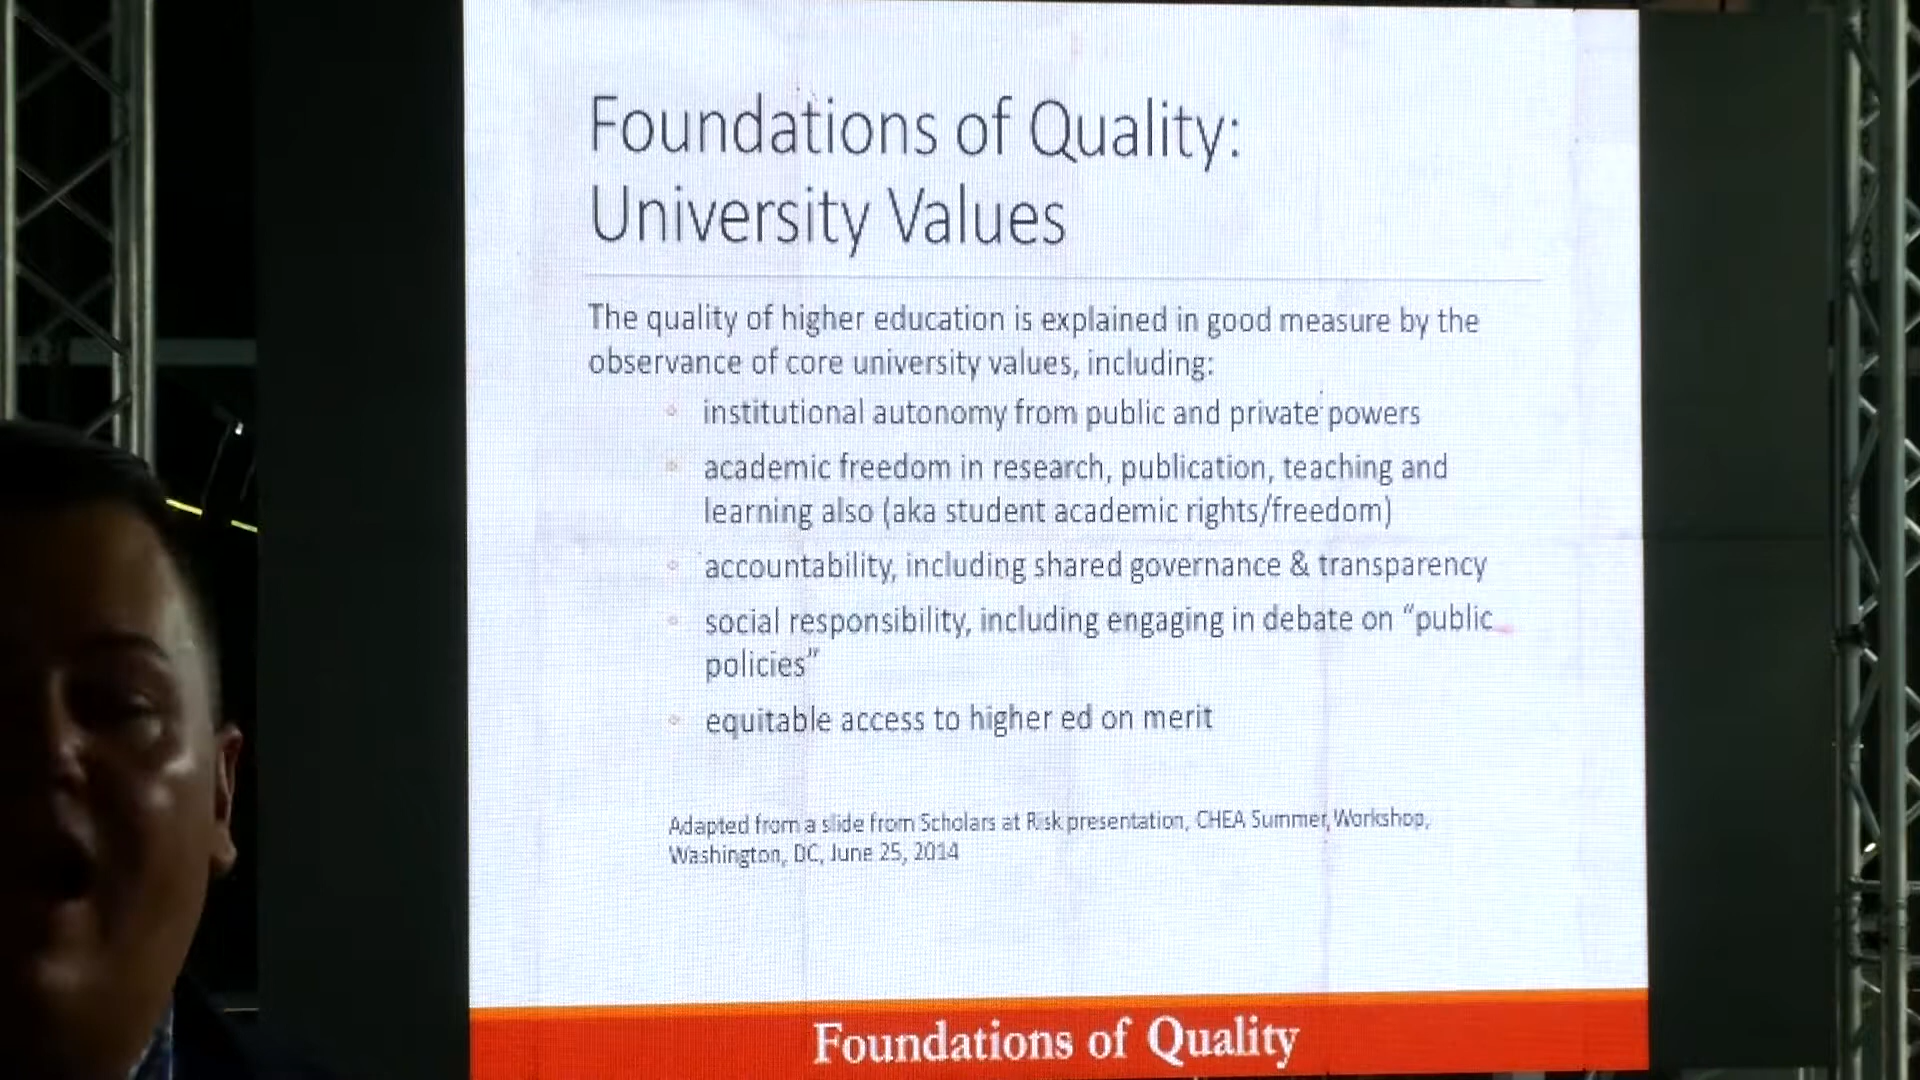 Foundations of Quality:
University Values
The quality of higher education is explained in good measure by the
observance of core university values, including:
institutional autonomy from public and private powers
academic freedom in research, publication, teaching and
learning also (aka student academic rights/freedom)
accountability, including shared governance & transparency
social responsibility, including engaging in debate on “public
policies”
equitable access to higher ed on merit
Adapted from a slide from Scholars at Risk presentation, CHEA Summer Workshop,
Washington, DC, June 25, 2014
Foundations of Quality